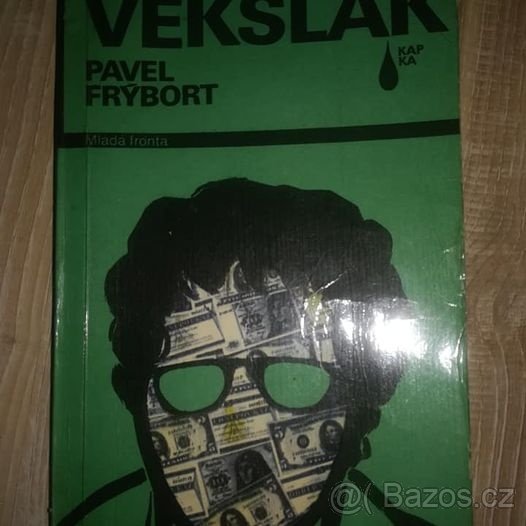 VEKSLÁK
PAVEL
FRÝBORT
KAP
KA
Mladá fronta
@( Bazos.cz